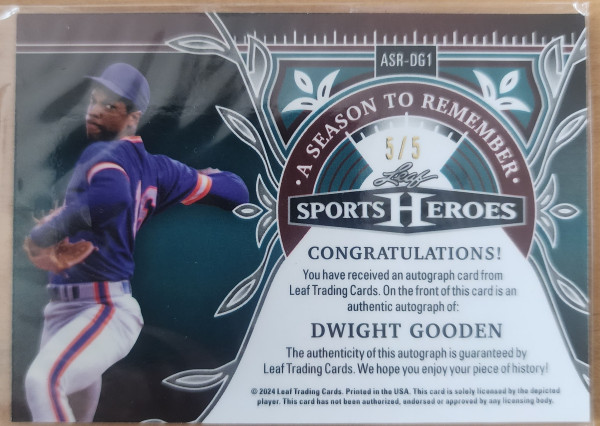 ASR-DG1
• A SEASON TO REMEMBER •
5/5
Leaf
SPORTS HEROES
CONGRATULATIONS!
You have received an autograph card from
Leaf Trading Cards. On the front of this card is an
authentic autograph of:
DWIGHT GOODEN
The authenticity of this autograph is guaranteed by
Leaf Trading Cards. We hope you enjoy your piece of history!
© 2024 Leaf Trading Cards. Printed in the USA. This card is solely licensed by the depicted
player. This card has not been authorized, endorsed or approved by any licensing body.